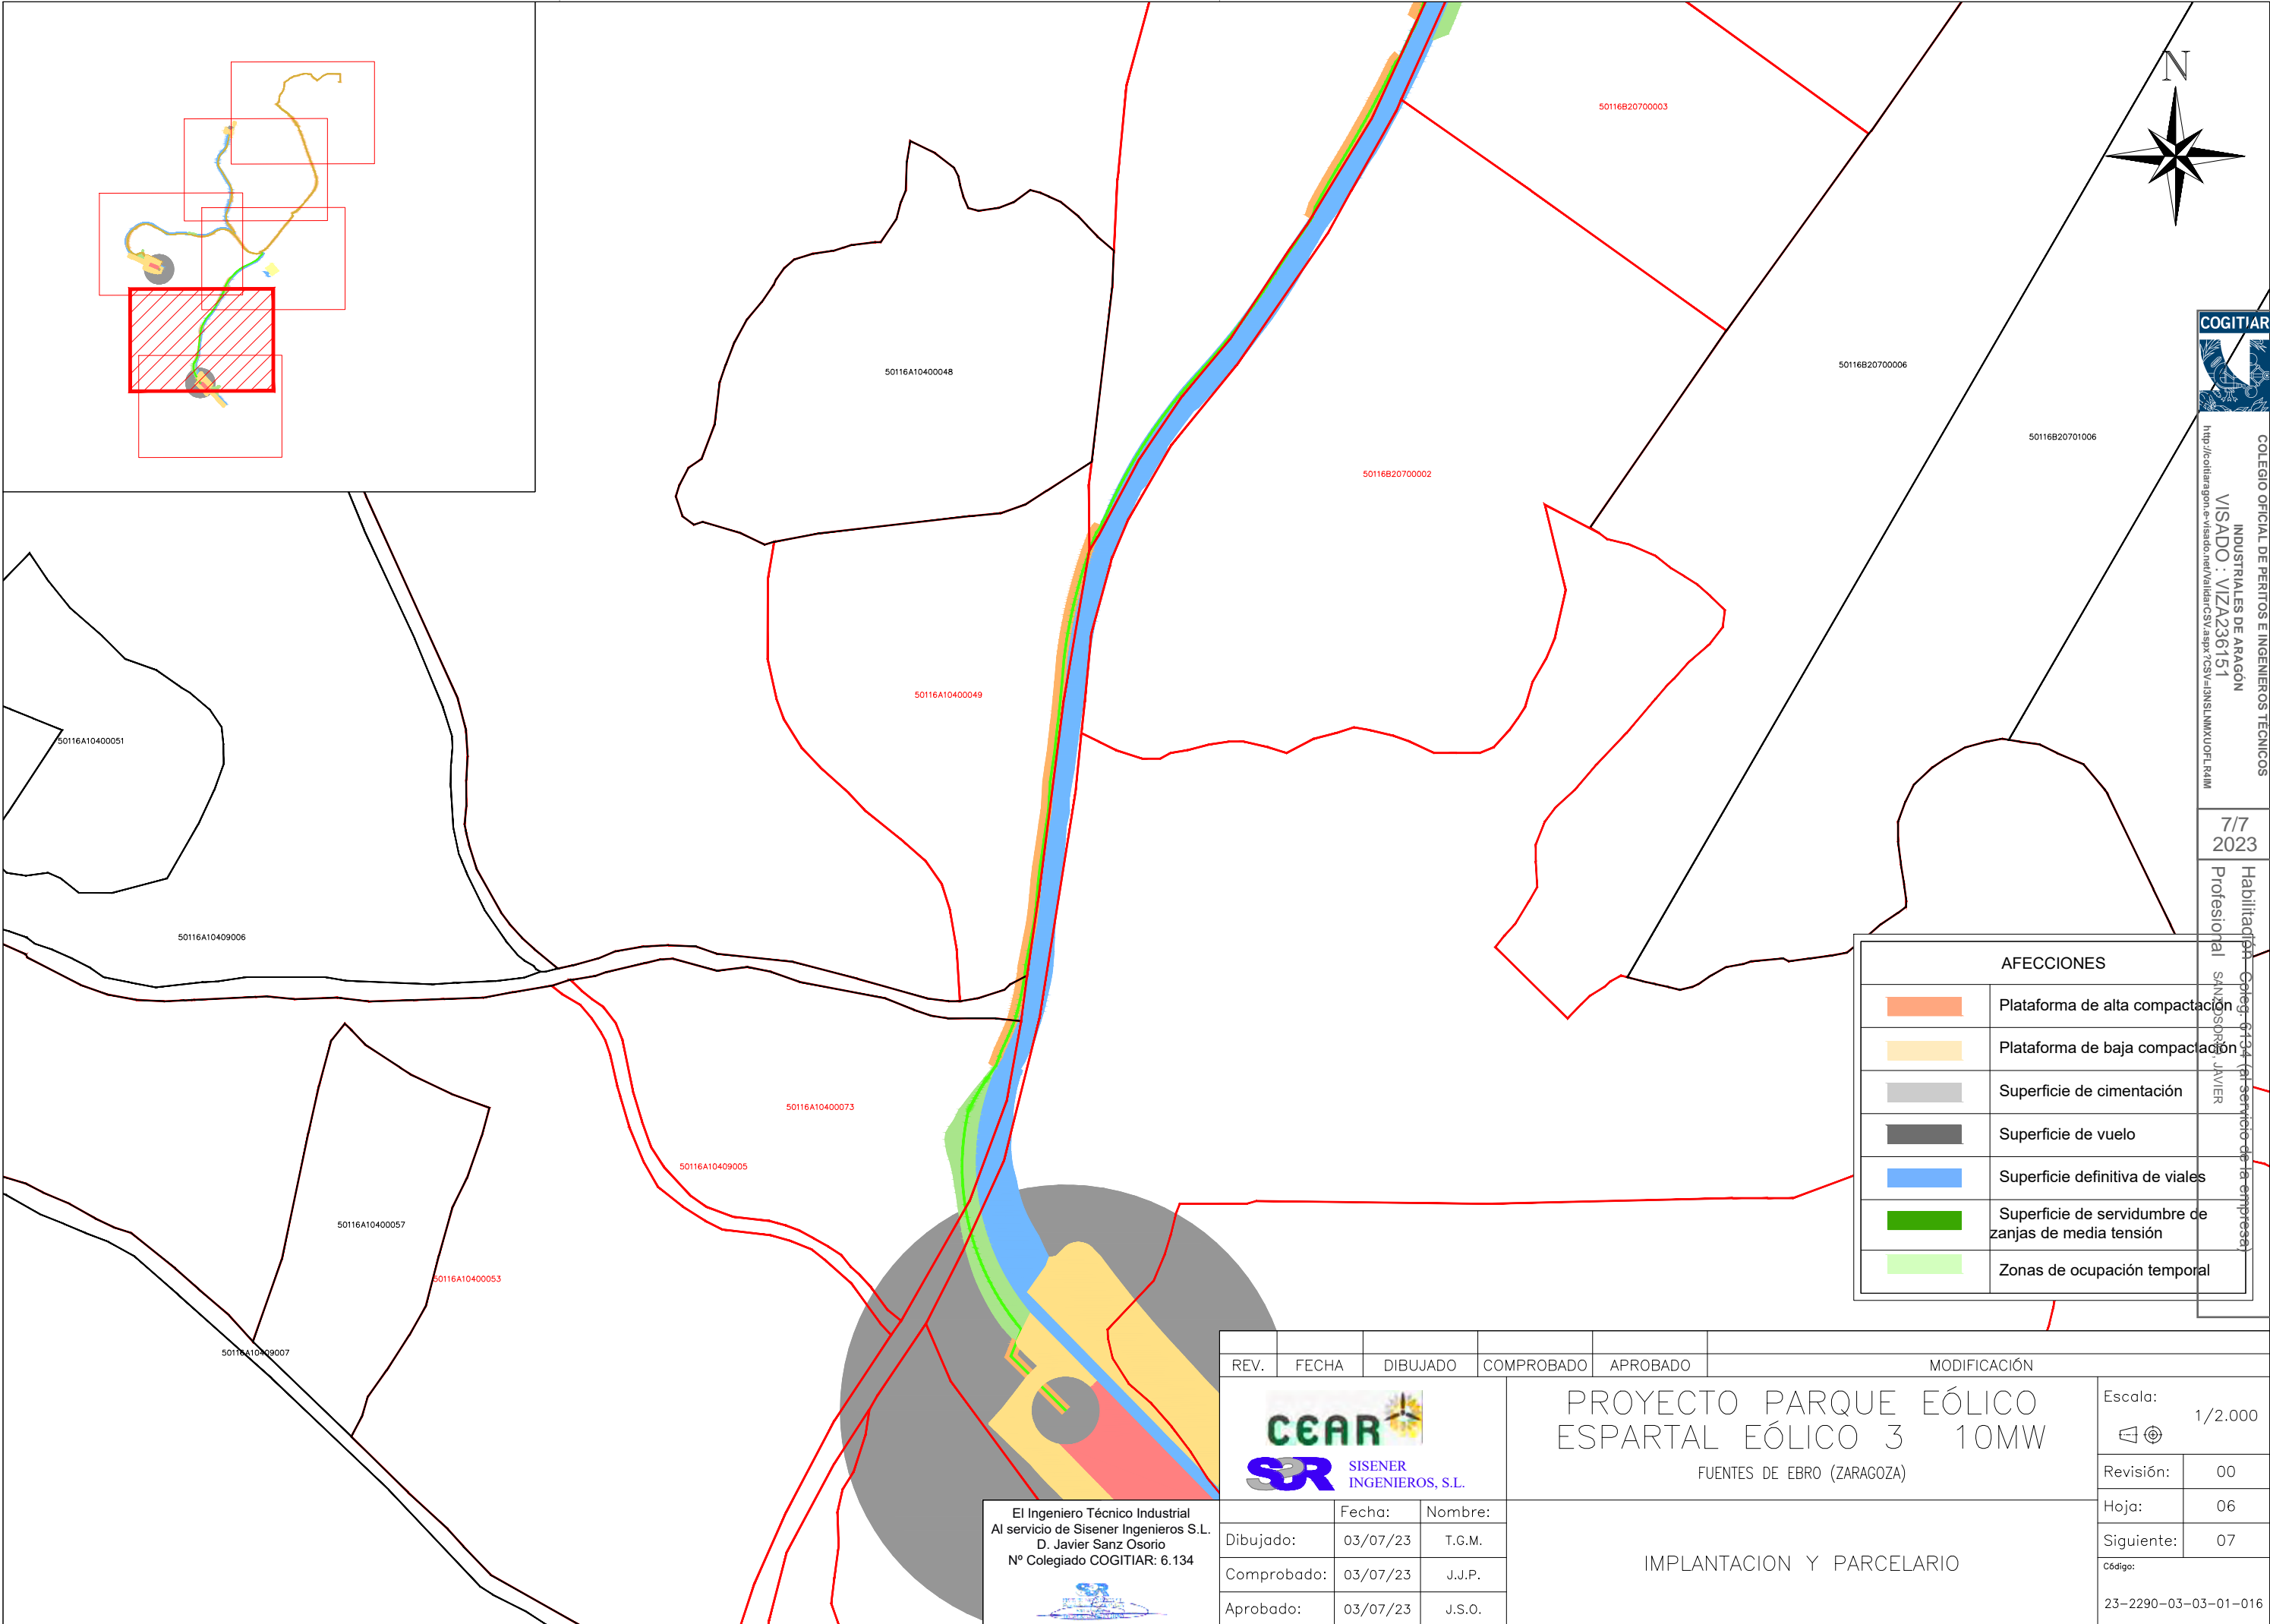 N
50116B20700003
50116A10400048
50116B20700006
50116B20701006
50116B20700002
50116A10400049
50116A10400051
50116A10409006
50116A10400073
50116A10409005
50116A10400057
50116A10400053
50116A10409007
COGITIAR
COLEGIO OFICIAL DE PERITOS E INGENIEROS TÉCNICOS
INDUSTRIALES DE ARAGÓN
VISADO : VIZA236151
http://coitiaragon.e-visado.net/ValidarCSV.aspx?CSV=I3NSLNMXUOFLR4IM
7/7
2023
Habilitación Coleg. 6134 (al servicio de la empresa)
Profesional SANZ OSORIO, JAVIER
AFECCIONES
Plataforma de alta compactación
Plataforma de baja compactación
Superficie de cimentación
Superficie de vuelo
Superficie definitiva de viales
Superficie de servidumbre de
zanjas de media tensión
Zonas de ocupación temporal
REV. FECHA DIBUJADO COMPROBADO APROBADO MODIFICACIÓN
CEAR
SISENER
INGENIEROS, S.L.
PROYECTO PARQUE EÓLICO
ESPARTAL EÓLICO 3 10MW
FUENTES DE EBRO (ZARAGOZA)
Escala:
1/2.000
Revisión: 00
Hoja: 06
Siguiente: 07
Código:
23-2290-03-03-01-016
Fecha: Nombre:
Dibujado: 03/07/23 T.G.M.
Comprobado: 03/07/23 J.J.P.
Aprobado: 03/07/23 J.S.O.
IMPLANTACION Y PARCELARIO
El Ingeniero Técnico Industrial
Al servicio de Sisener Ingenieros S.L.
D. Javier Sanz Osorio
Nº Colegiado COGITIAR: 6.134